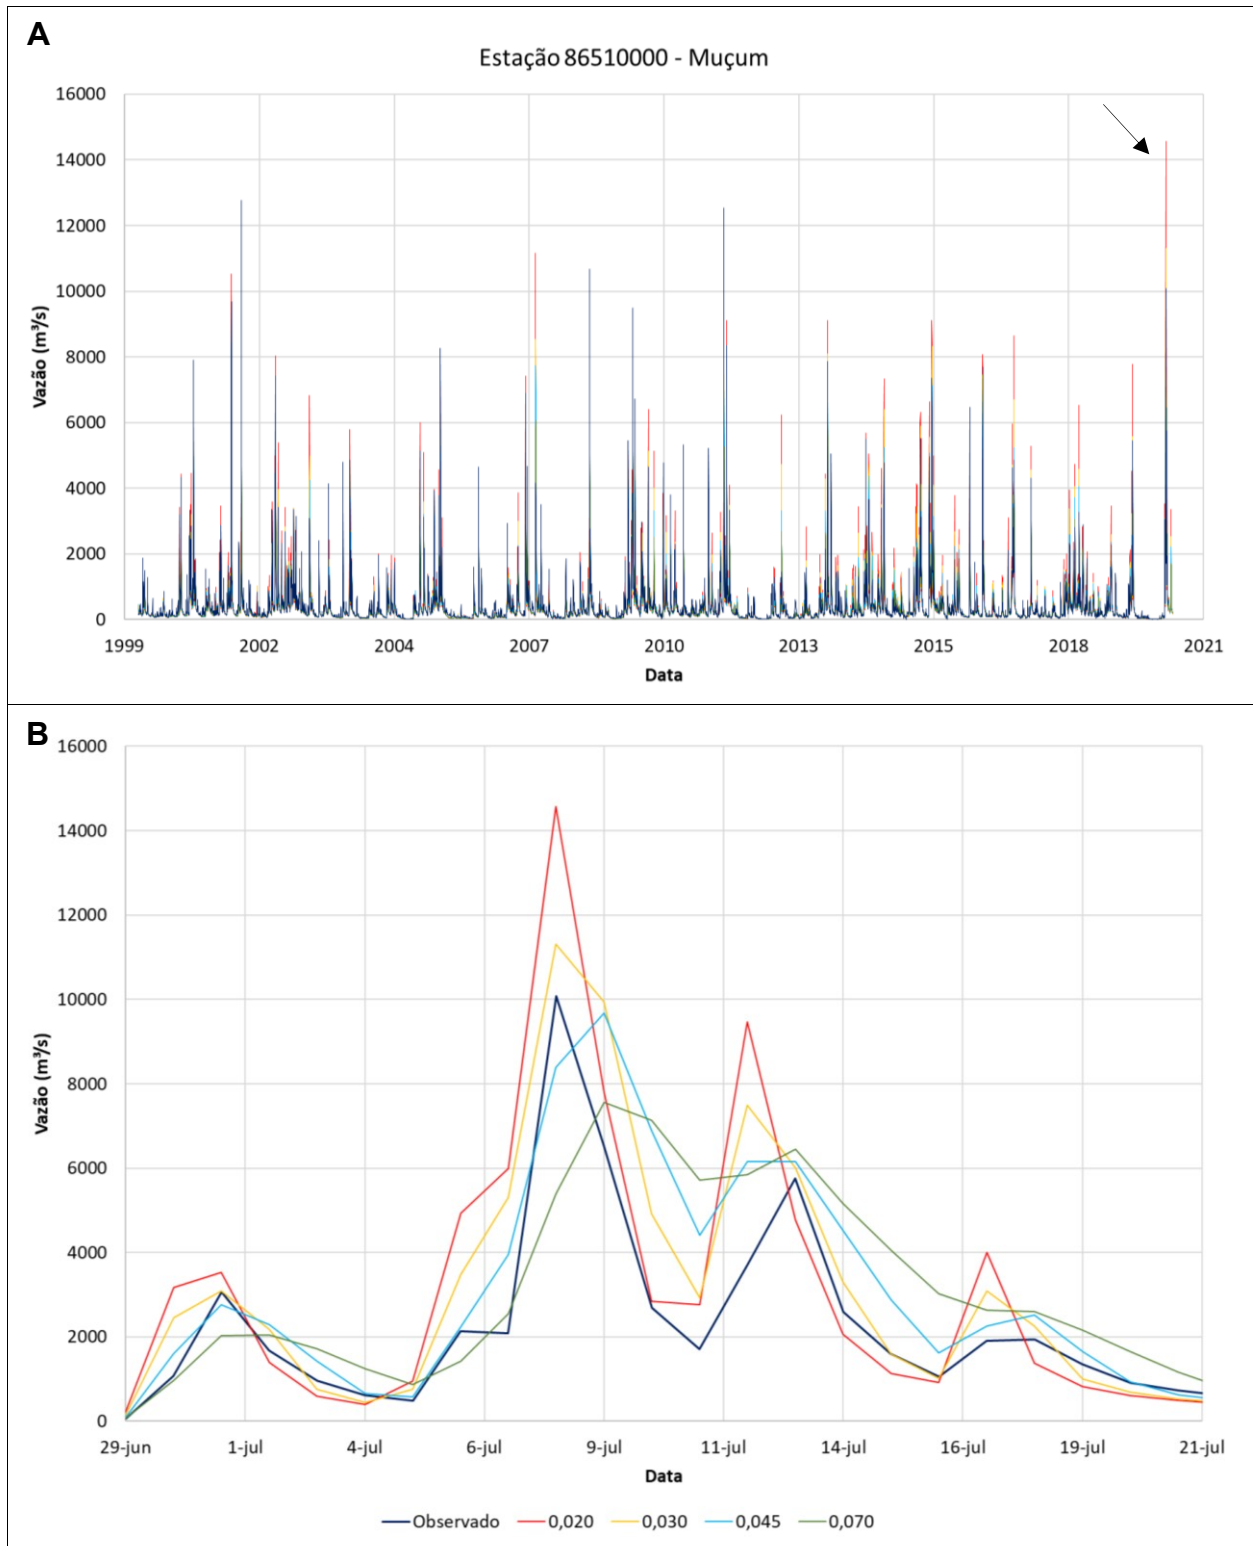 A
Estação 86510000 - Muçum
16000
14000
12000
10000
8000
6000
4000
2000
0
Vazão (m³/s)
1999 2002 2004 2007 2010 2013 2015 2018 2021
Data
B
16000
14000
12000
10000
8000
6000
4000
2000
0
Vazão (m³/s)
29-jun 1-jul 4-jul 6-jul 9-jul 11-jul 14-jul 16-jul 19-jul 21-jul
Data
Observado 0,020 0,030 0,045 0,070